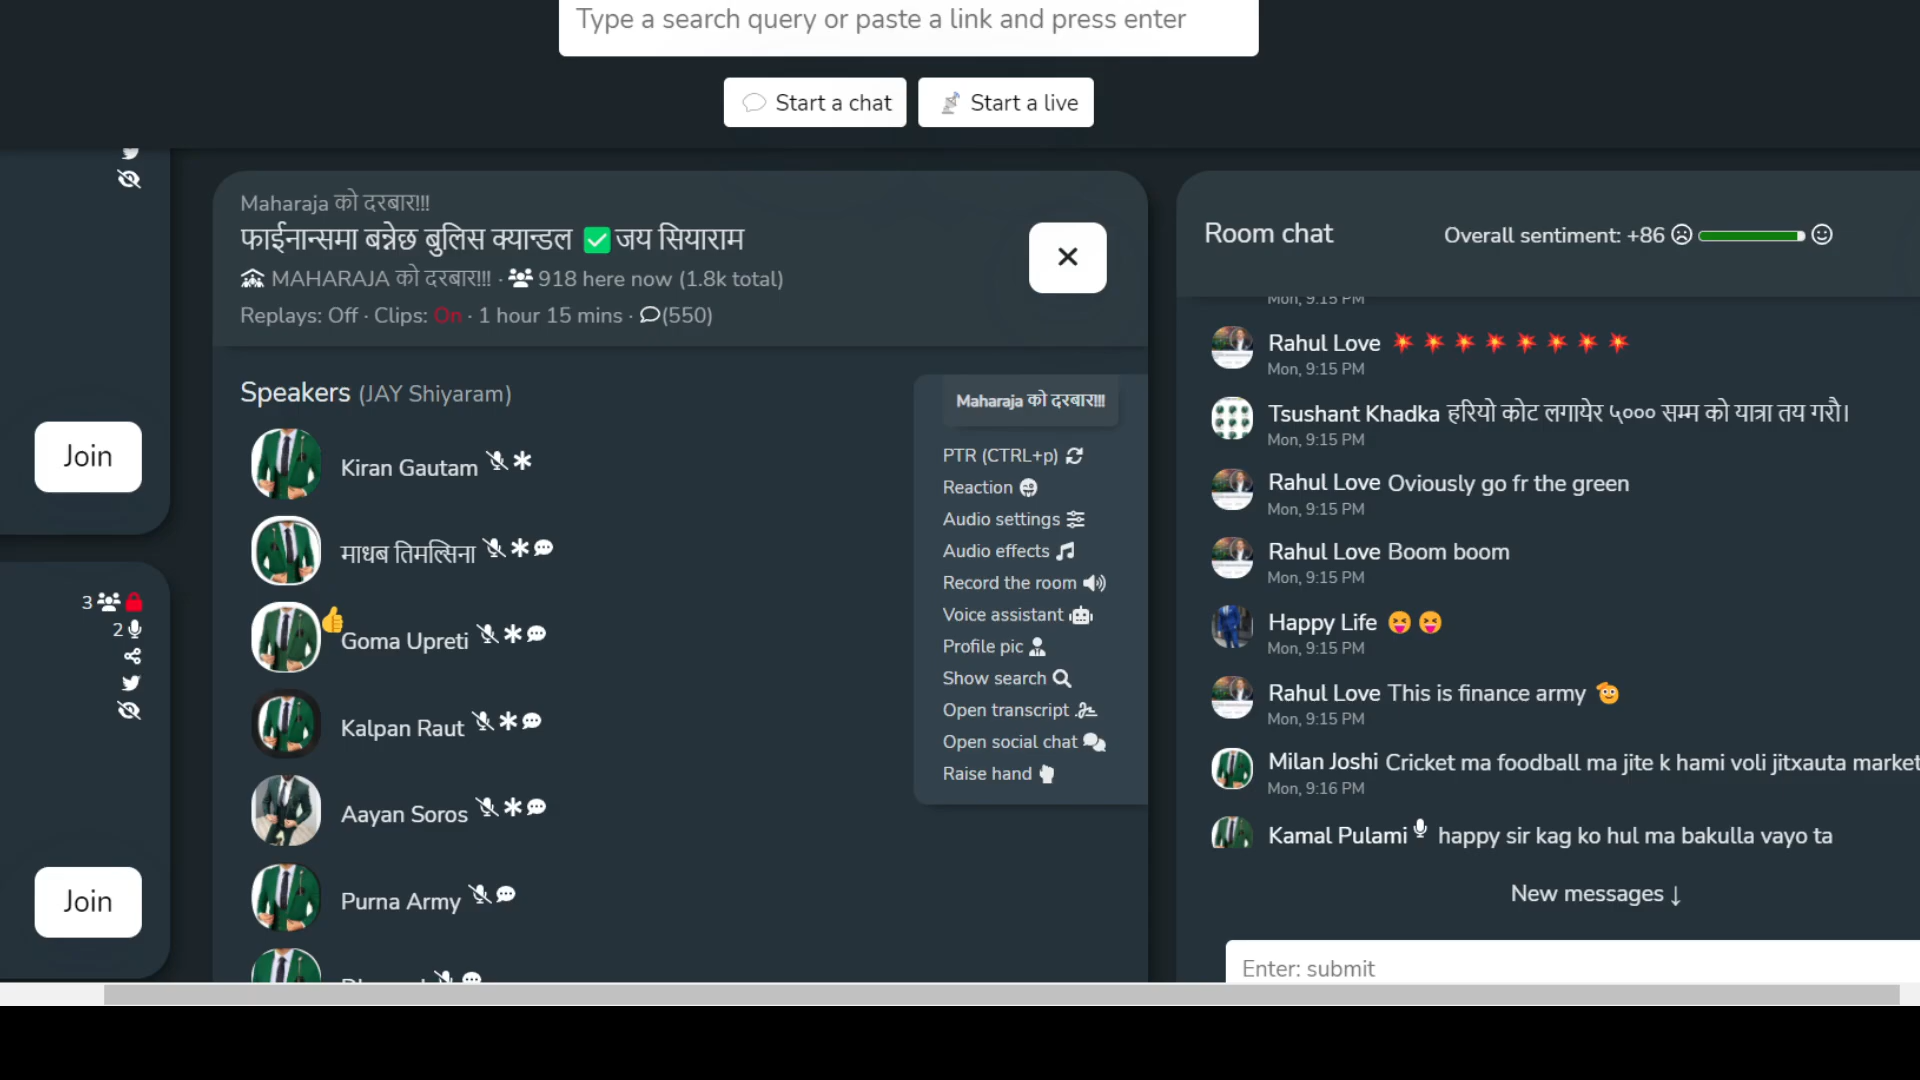 Type a search query or paste a link and press enter
Start a chat
Start a live
Join
3
2
Join
Maharaja को दरबार!!!
फाईनान्समा बन्नेछ बुलिस क्यान्डल ✅जय सियाराम
MAHARAJA को दरबार!!! · 918 here now (1.8k total)
Replays: Off · Clips: On · 1 hour 15 mins · (550)
Speakers (JAY Shiyaram)
Kiran Gautam
माधब तिमल्सिना
Goma Upreti
Kalpan Raut
Aayan Soros
Purna Army
Maharaja को दरबार!!!
PTR (CTRL+p)
Reaction
Audio settings
Audio effects
Record the room
Voice assistant
Profile pic
Show search
Open transcript
Open social chat
Raise hand
Room chat
Overall sentiment: +86
Mon, 9:15 PM
Rahul Love 💥 💥 💥 💥 💥 💥 💥 💥
Mon, 9:15 PM
Tsushant Khadka हरियो कोट लगायेर ५००० सम्म को यात्रा तय गरौ।
Mon, 9:15 PM
Rahul Love Oviously go fr the green
Mon, 9:15 PM
Rahul Love Boom boom
Mon, 9:15 PM
Happy Life 😝 😝
Mon, 9:15 PM
Rahul Love This is finance army 🫡
Mon, 9:15 PM
Milan Joshi Cricket ma foodball ma jite k hami voli jitxauta market
Mon, 9:16 PM
Kamal Pulami happy sir kag ko hul ma bakulla vayo ta
New messages ↓
Enter: submit